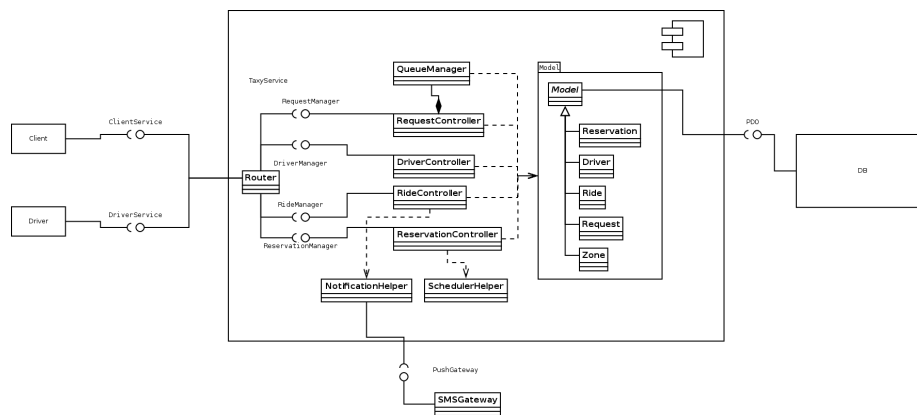 QueueManager
Model
TaxyService
Model
RequestManager
ClientService
RequestController
PDO
Reservation
Client
DriverManager
DriverController
Driver
DB
Router
RideController
Ride
RideManager
Driver
DriverService
Request
ReservationController
ReservationManager
Zone
NotificationHelper
SchedulerHelper
PushGateway
SMSGateway